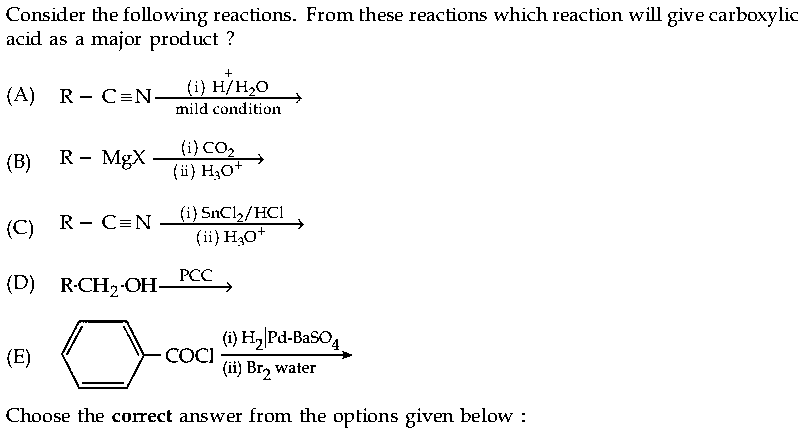 Consider the following reactions. From these reactions which reaction will give carboxylic
acid as a major product ?
(A) R – C≡N (i) H⁺/H₂O mild condition
(B) R – MgX (i) CO₂ (ii) H₃O⁺
(C) R – C≡N (i) SnCl₂/HCl (ii) H₃O⁺
(D) R-CH₂-OH PCC
(E) COCl (i) H₂|Pd-BaSO₄ (ii) Br₂ water
Choose the correct answer from the options given below :